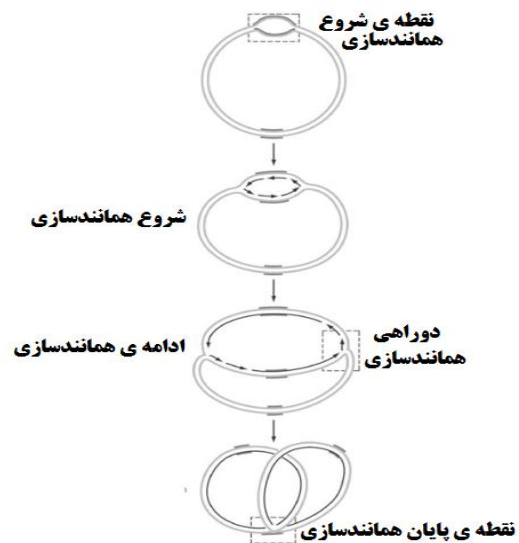 نقطه ی شروع
همانندسازی
شروع همانندسازی
دوراهی
همانندسازی
ادامه ی همانندسازی
نقطه ی پایان همانندسازی